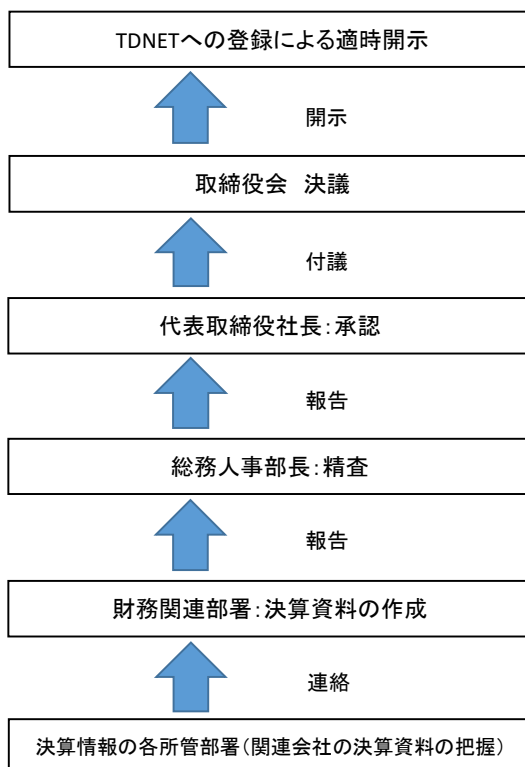 TDNETへの登録による適時開示
開示
取締役会　決議
付議
代表取締役社長：承認
報告
総務人事部長：精査
報告
財務関連部署：決算資料の作成
連絡
決算情報の各所管部署（関連会社の決算資料の把握）